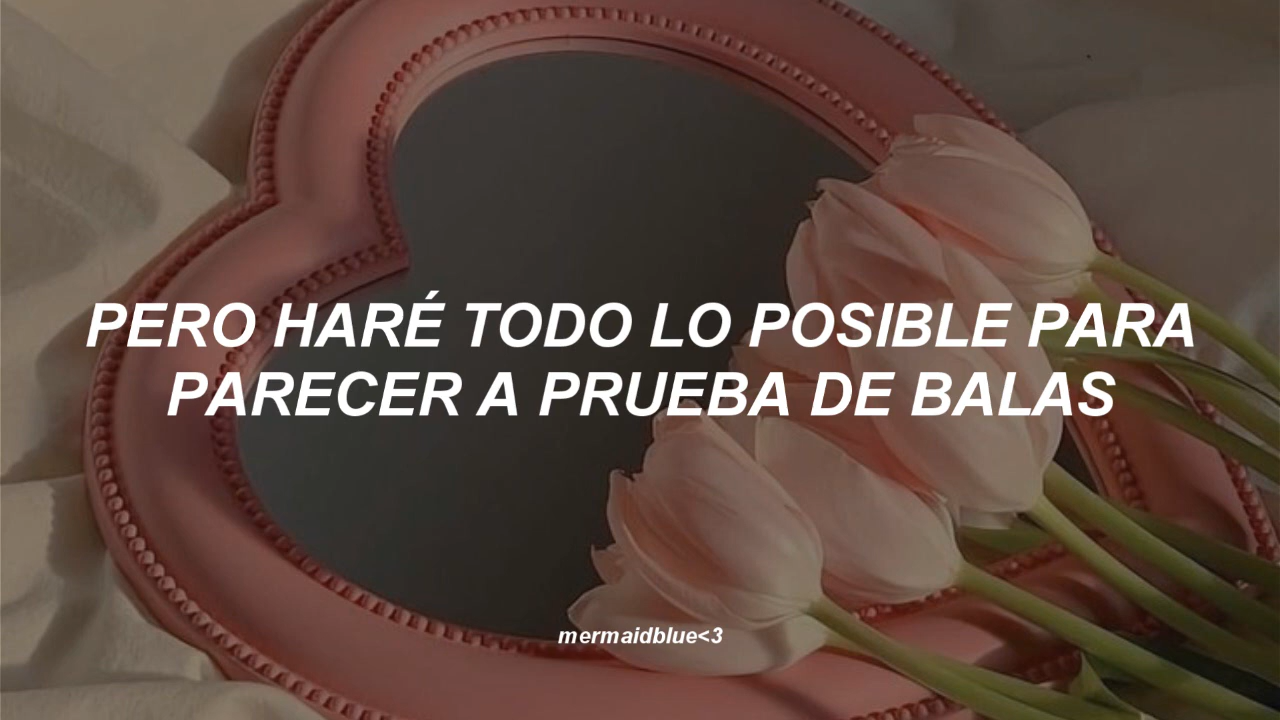 PERO HARÉ TODO LO POSIBLE PARA
PARECER A PRUEBA DE BALAS
mermaidblue<3